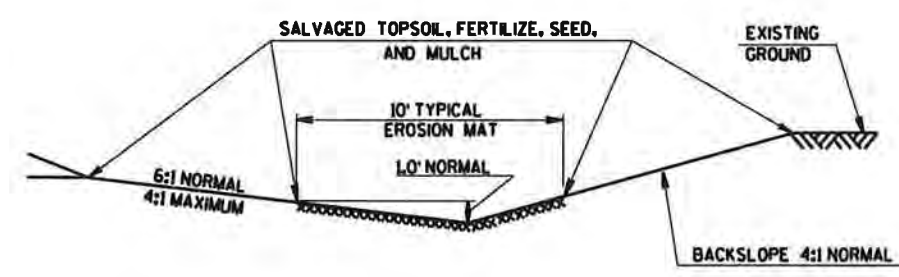 SALVAGED TOPSOIL, FERTILIZE, SEED,
AND MULCH
EXISTING
GROUND
10' TYPICAL
EROSION MAT
1.0' NORMAL
6:1 NORMAL
4:1 MAXIMUM
BACKSLOPE 4:1 NORMAL